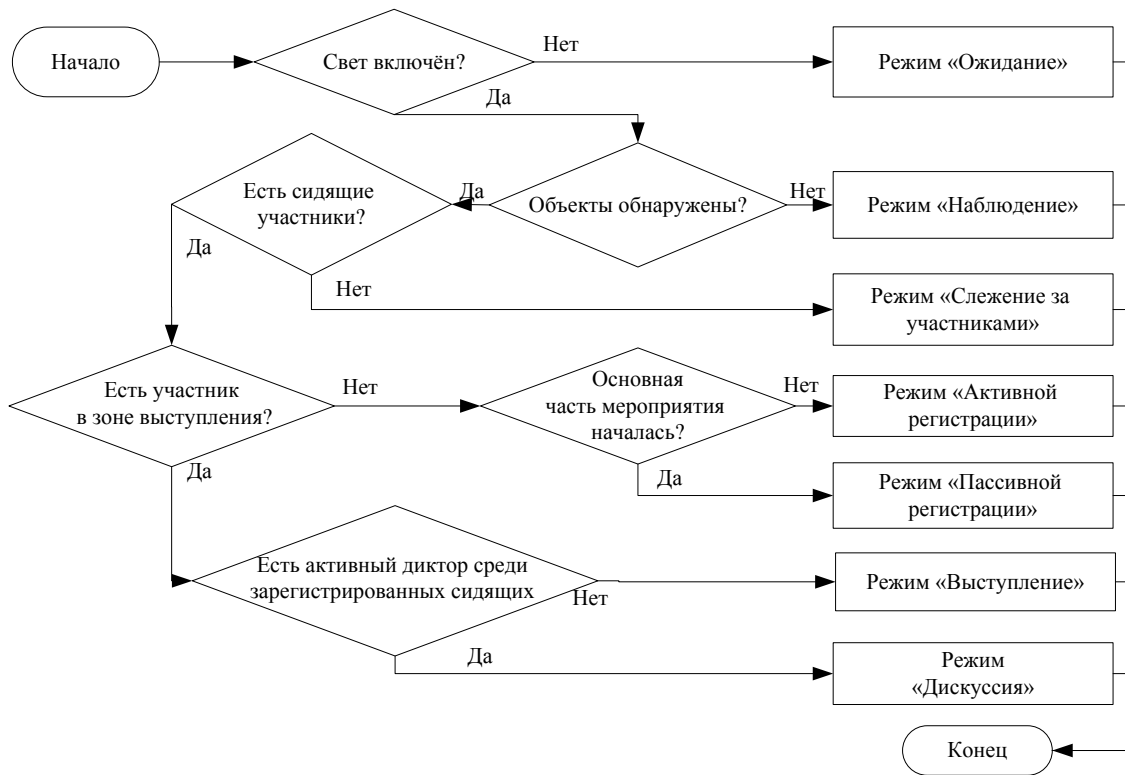 Начало
Свет включён?
Нет
Режим «Ожидание»
Да
Есть сидящие
участники?
Да
Объекты обнаружены?
Нет
Режим «Наблюдение»
Да
Нет
Режим «Слежение за
участниками»
Есть участник
в зоне выступления?
Нет
Основная
часть мероприятия
началась?
Нет
Режим «Активной
регистрации»
Да
Да
Режим «Пассивной
регистрации»
Есть активный диктор среди
зарегистрированных сидящих
Нет
Режим «Выступление»
Да
Режим
«Дискуссия»
Конец